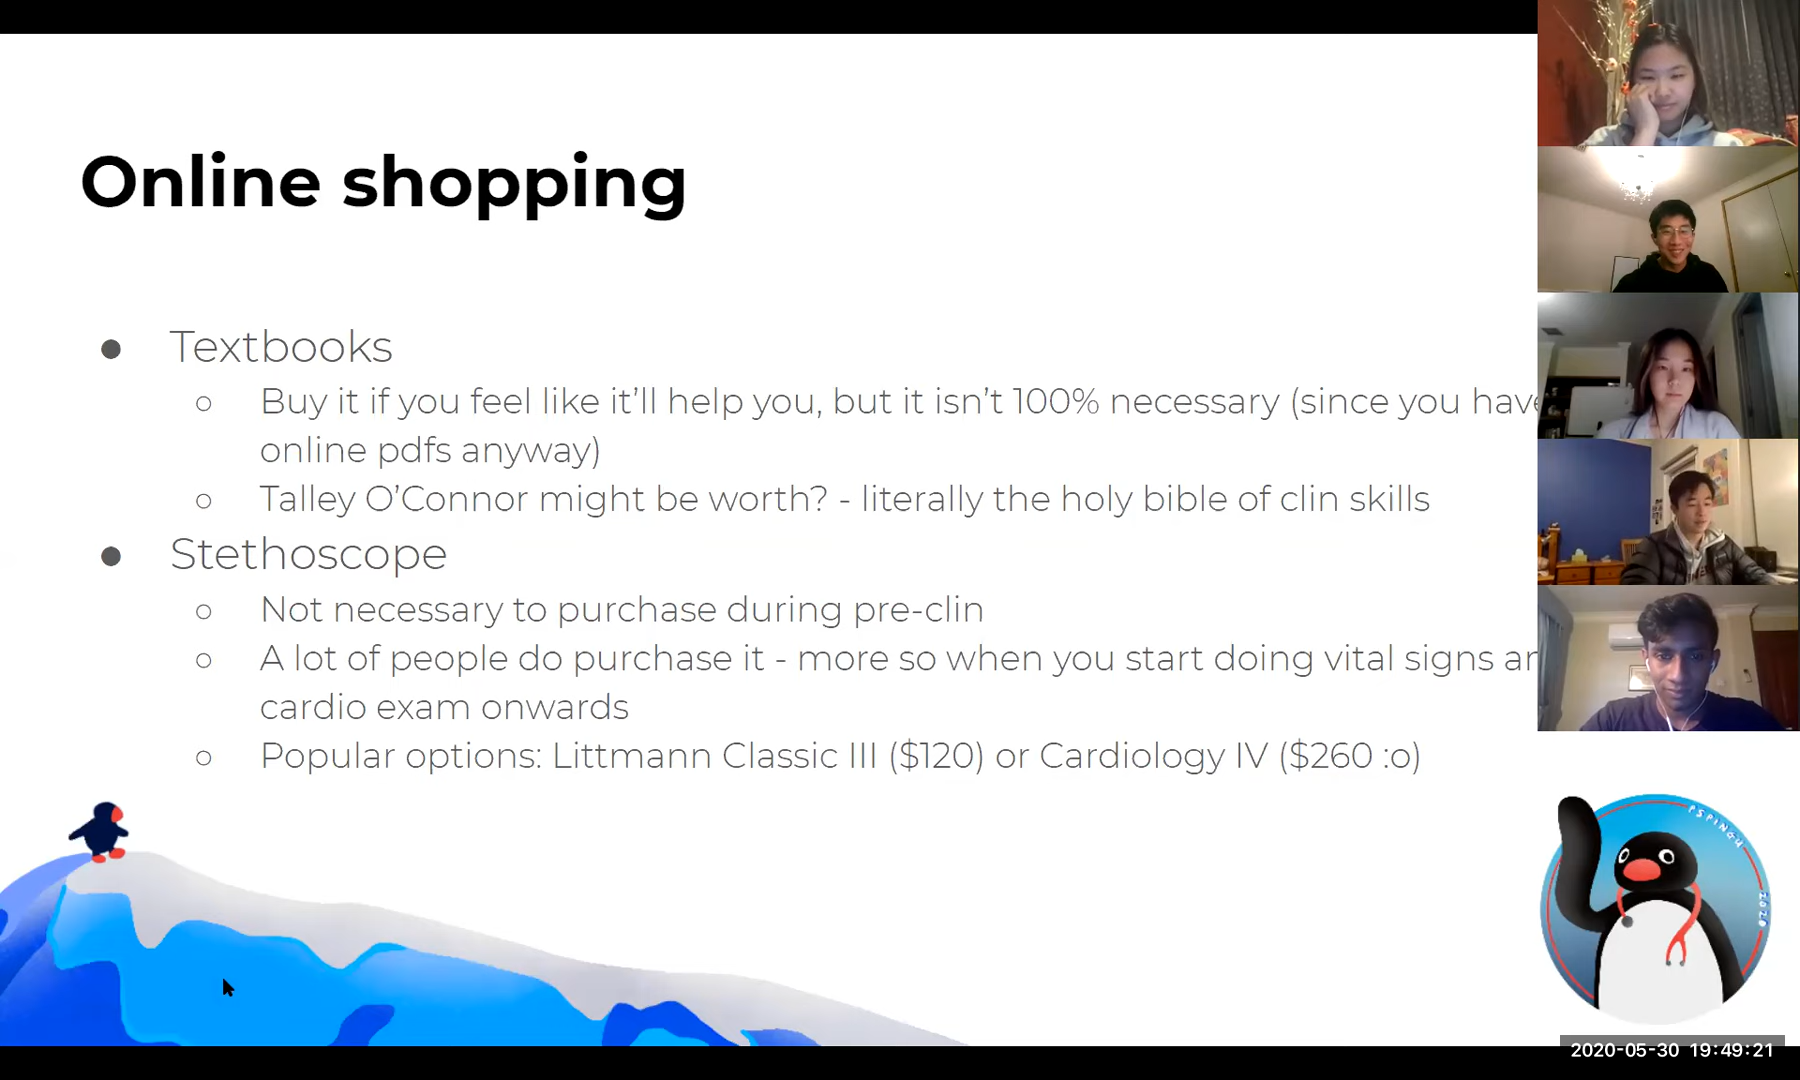 Online shopping
● Textbooks
○ Buy it if you feel like it’ll help you, but it isn’t 100% necessary (since you have
online pdfs anyway)
○ Talley O’Connor might be worth? - literally the holy bible of clin skills
● Stethoscope
○ Not necessary to purchase during pre-clin
○ A lot of people do purchase it - more so when you start doing vital signs
cardio exam onwards
○ Popular options: Littmann Classic III ($120) or Cardiology IV ($260 :o)
PSPINGU
2020
2020-05-30 19:49:21